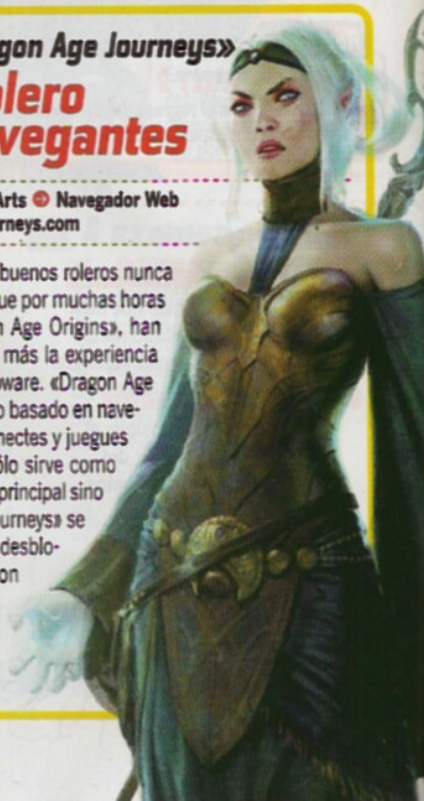 gon Age Journeys»
lero
vegantes
Arts Navegador Web
rneys.com
buenos roleros nunca
ue por muchas horas
n Age Origins», han
más la experiencia
ware. «Dragon Age
o basado en nave-
nectes y juegues
ólo sirve como
principal sino
urneys» se
desblo-
on